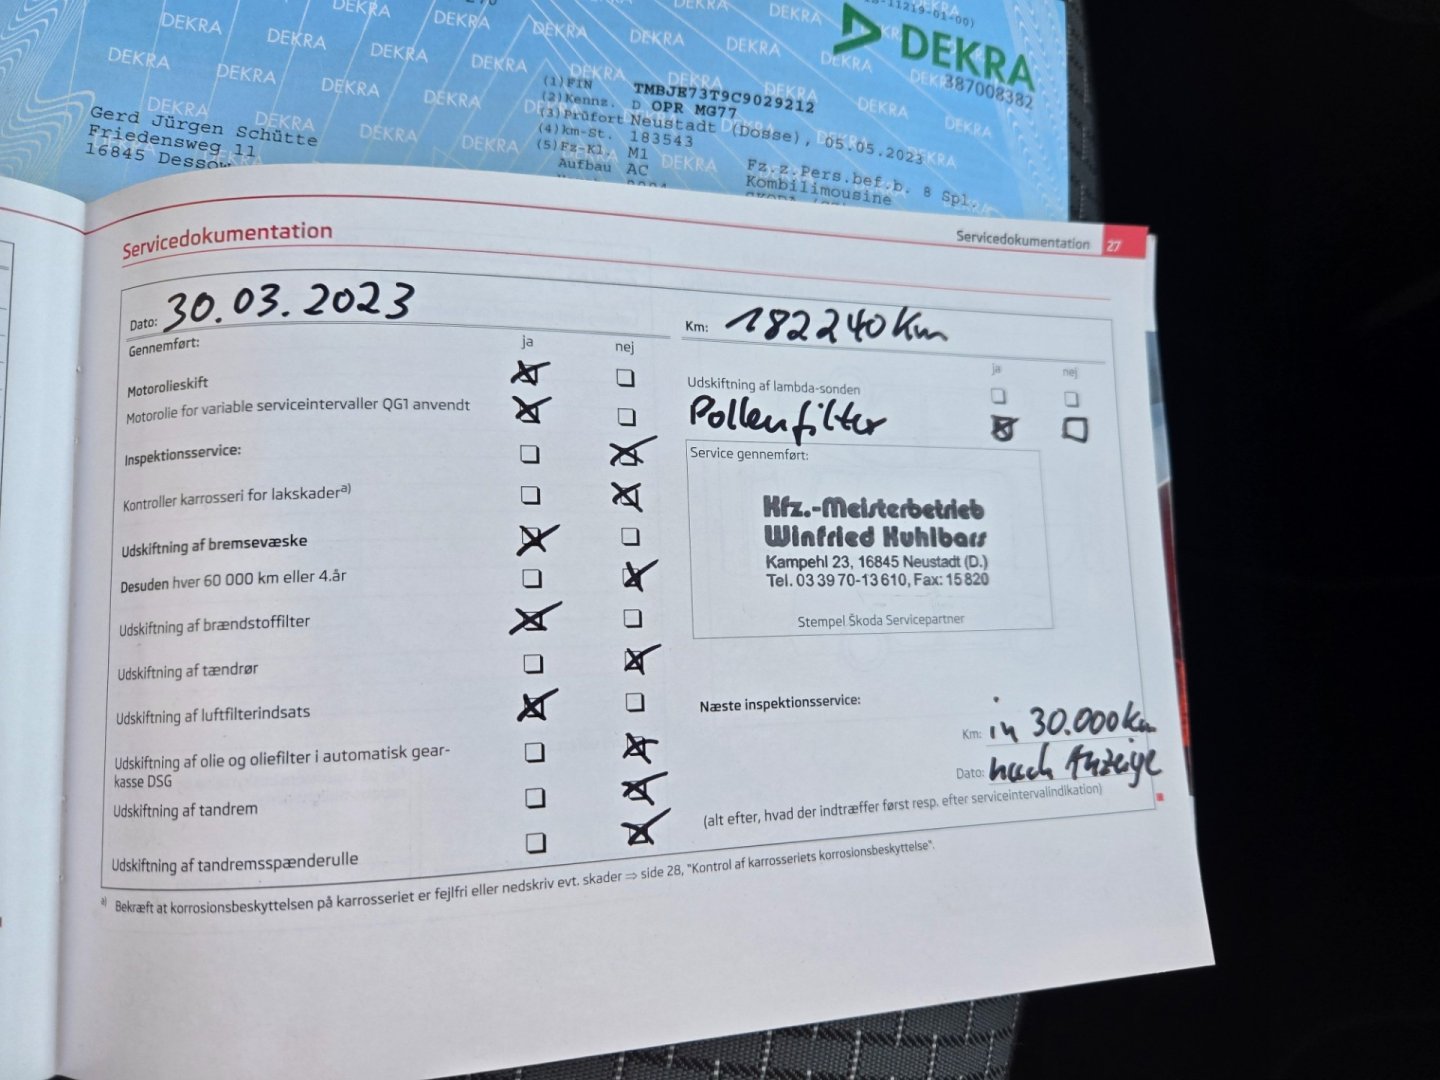 DEKRA
387008382
Gerd Jürgen Schütte
Friedensweg 11
16845 Dessow
(1) FIN TMBJE73T9C9029212
(2) Kennz. D OPR MG77
(3) Prüfort Neustadt (Dosse), 05.05.2023
(4) km-St. 183543
(5) Fz-Kl. M1 Fz.z.Pers.bef.b. 8 Spl.
Aufbau AC Kombilimousine
Servicedokumentation
Servicedokumentation 27
Dato: 30.03.2023
Km: 182240 Km
Gennemført: ja nej
Motorolieskift
Motorolie for variable serviceintervaller QG1 anvendt
Inspektionsservice:
Kontroller karrosseri for lakskader a)
Udskiftning af bremsevæske
Desuden hver 60 000 km eller 4.år
Udskiftning af brændstoffilter
Udskiftning af tændrør
Udskiftning af luftfilterindsats
Udskiftning af olie og oliefilter i automatisk gear-
kasse DSG
Udskiftning af tandrem
Udskiftning af tandremsspænderulle
ja nej
Udskiftning af lambda-sonden
Pollenfilter
Service gennemført:
Kfz.-Meisterbetrieb
Winfried Kuhlbars
Kampehl 23, 16845 Neustadt (D.)
Tel. 03 39 70-13 610, Fax: 15 820
Stempel Škoda Servicepartner
Næste inspektionsservice:
Km: in 30.000 Km
Dato: nach Anzeige
(alt efter, hvad der indtræffer først resp. efter serviceintervalindikation)
a) Bekræft at korrosionsbeskyttelsen på karrosseriet er fejlfri eller nedskriv evt. skader ⇒ side 28, "Kontrol af karrosseriets korrosionsbeskyttelse".